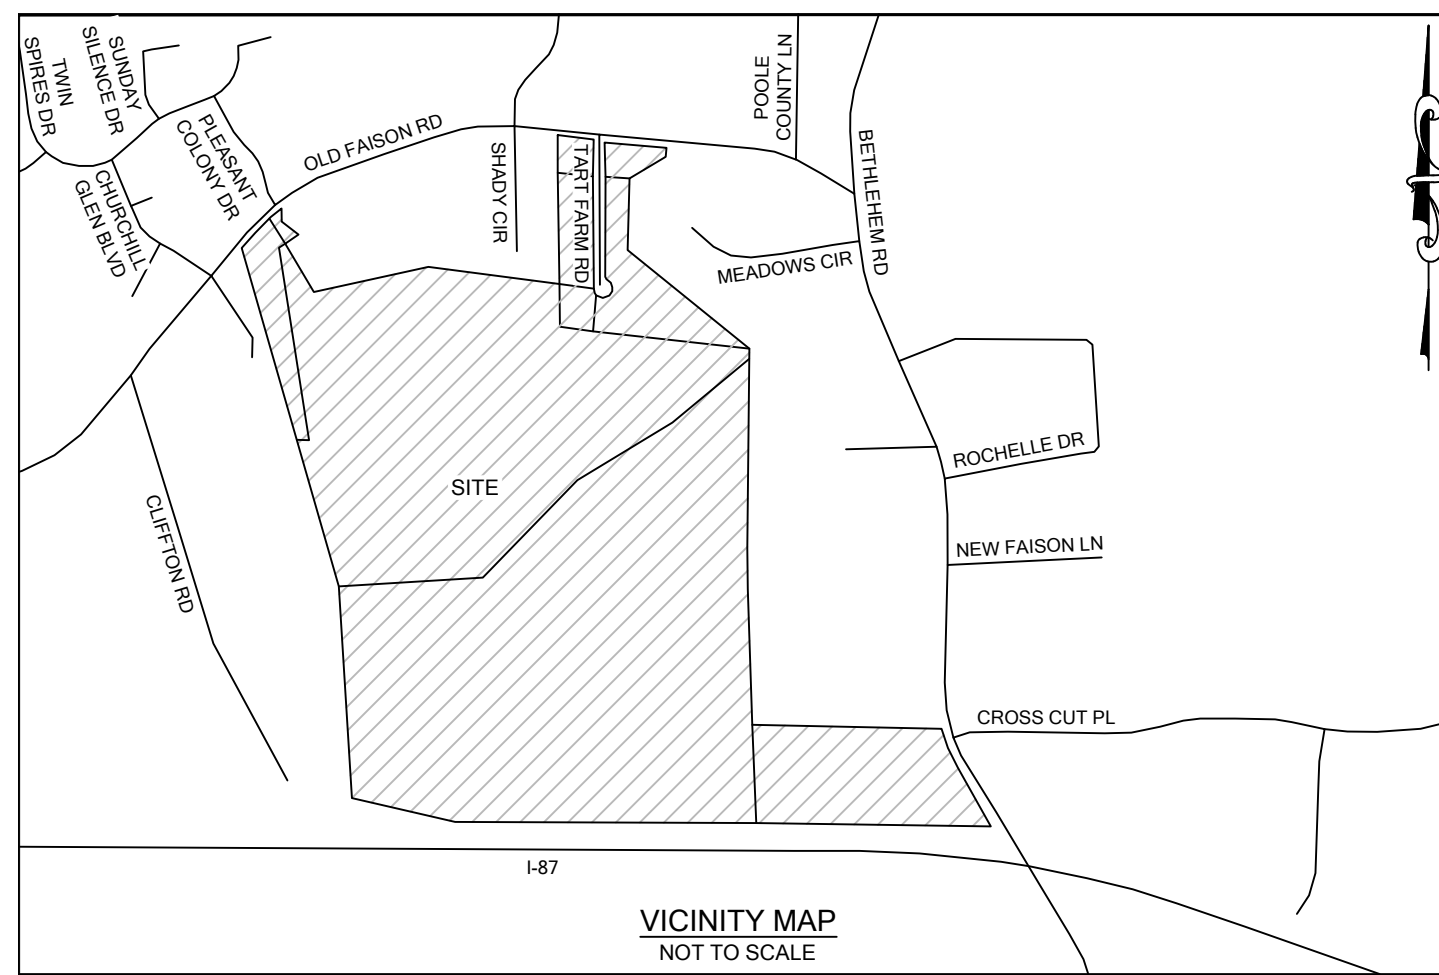 TWIN
SPIRES DR
SUNDAY
SILENCE DR
PLEASANT
COLONY DR
CHURCHILL
GLEN BLVD
OLD FAISON RD
SHADY CIR
TART FARM RD
POOLE
COUNTY LN
BETHLEHEM RD
MEADOWS CIR
ROCHELLE DR
SITE
CLIFFTON RD
NEW FAISON LN
CROSS CUT PL
I-87
VICINITY MAP
NOT TO SCALE